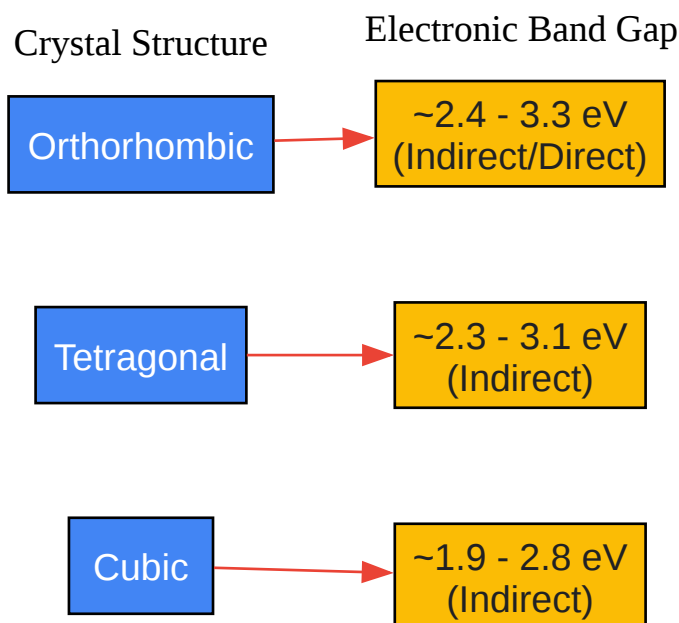 Crystal Structure
Electronic Band Gap
Orthorhombic
~2.4 - 3.3 eV
(Indirect/Direct)
Tetragonal
~2.3 - 3.1 eV
(Indirect)
Cubic
~1.9 - 2.8 eV
(Indirect)